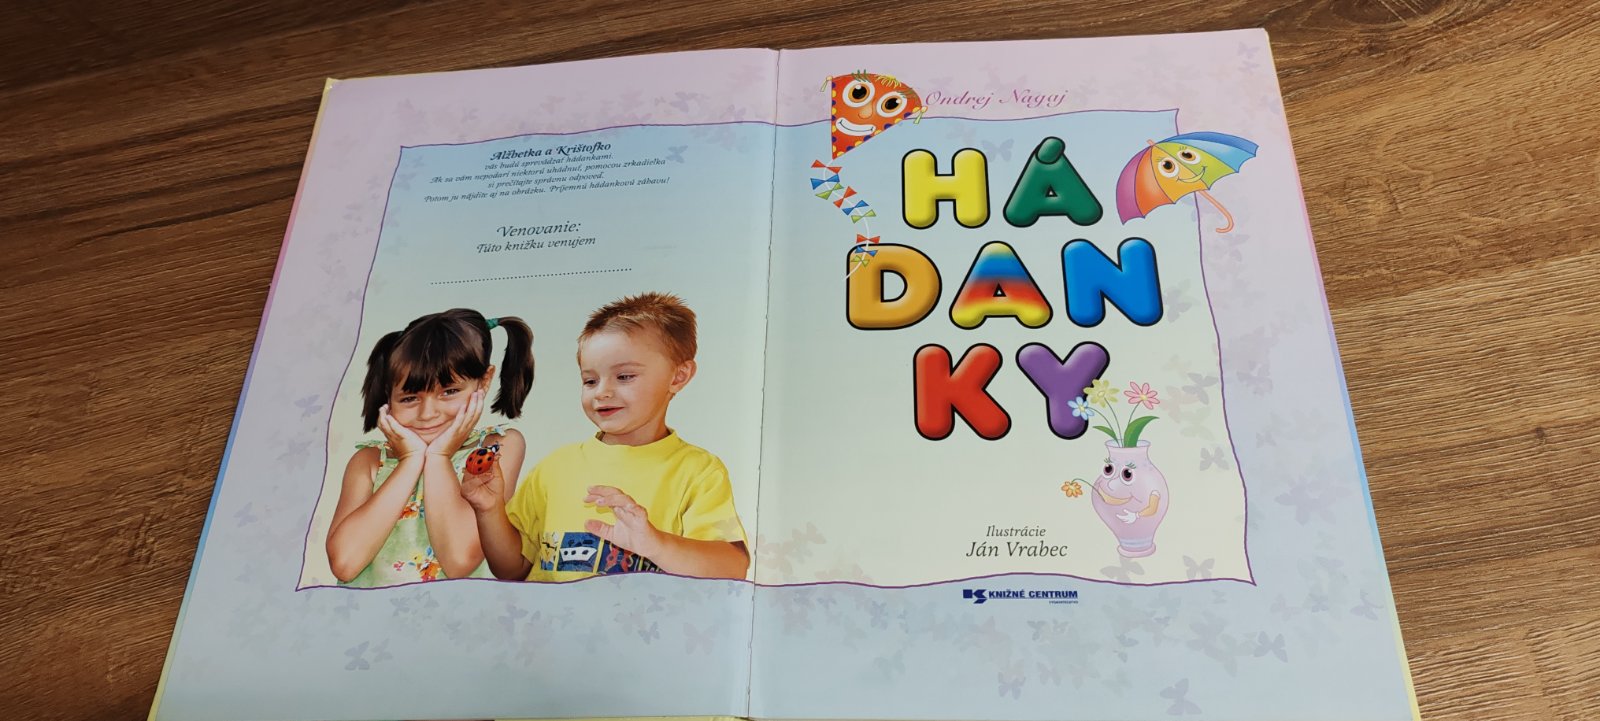 Alžbetka a Krištofko
vás budú sprevádzať hádankami.
Ak sa vám nepodarí niektorú uhádnuť, pomocou zrkadielka
si prečítajte správnu odpoveď.
Potom ju nájdite aj na obrázku. Príjemnú hádankovú zábavu!
Venovanie:
Túto knižku venujem
Ondrej Nagaj
HÁ
DAN
KY
Ilustrácie
Ján Vrabec
KNIŽNÉ CENTRUM